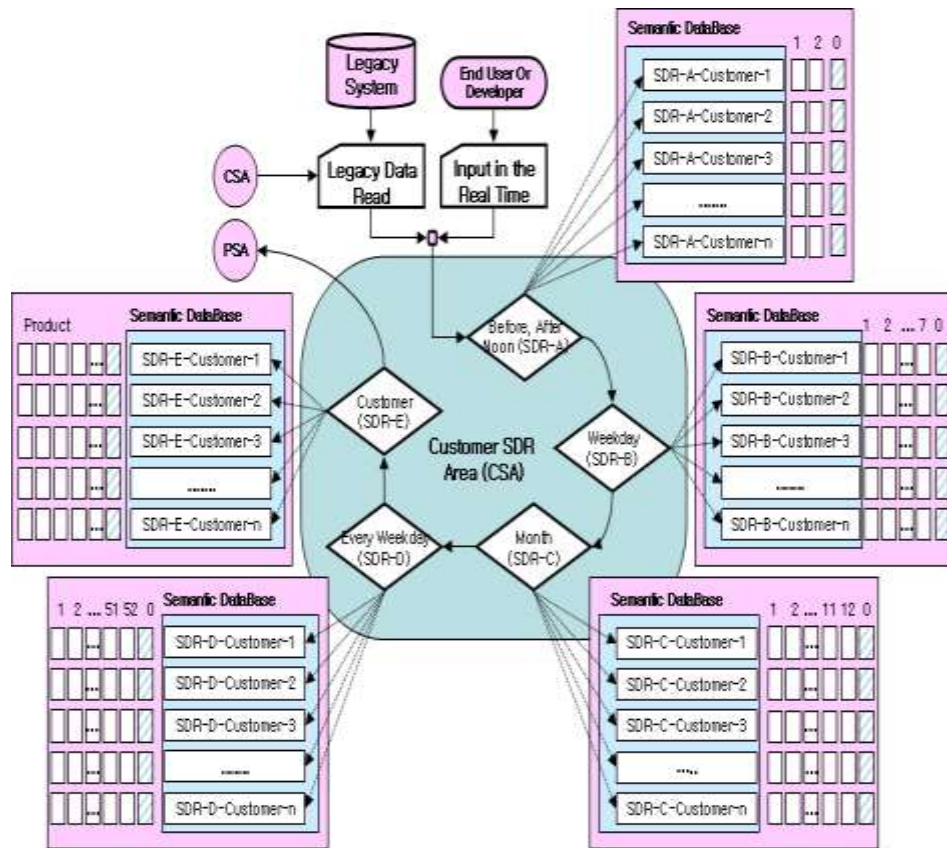 Legacy
System
End User Or
Developer
CSA
Legacy Data
Read
Input in the
Real Time
PSA
Semantic DataBase
1 2 0
SDR-A-Customer-1
SDR-A-Customer-2
SDR-A-Customer-3
.......
SDR-A-Customer-n
Before, After
Noon (SDR-A)
Product
Semantic DataBase
SDR-E-Customer-1
...
SDR-E-Customer-2
...
SDR-E-Customer-3
...
.......
...
SDR-E-Customer-n
...
Customer
(SDR-E)
Customer SDR
Area (CSA)
Weekday
(SDR-B)
Semantic DataBase
1 2 ... 7 0
SDR-B-Customer-1
...
SDR-B-Customer-2
...
SDR-B-Customer-3
...
.......
...
SDR-B-Customer-n
...
Every Weekday
(SDR-D)
Month
(SDR-C)
1 2 ... 51 52 0
Semantic DataBase
SDR-D-Customer-1
...
SDR-D-Customer-2
...
SDR-D-Customer-3
...
.......
...
SDR-D-Customer-n
...
Semantic DataBase
1 2 ... 11 12 0
SDR-C-Customer-1
...
SDR-C-Customer-2
...
SDR-C-Customer-3
...
.......
...
SDR-C-Customer-n
...